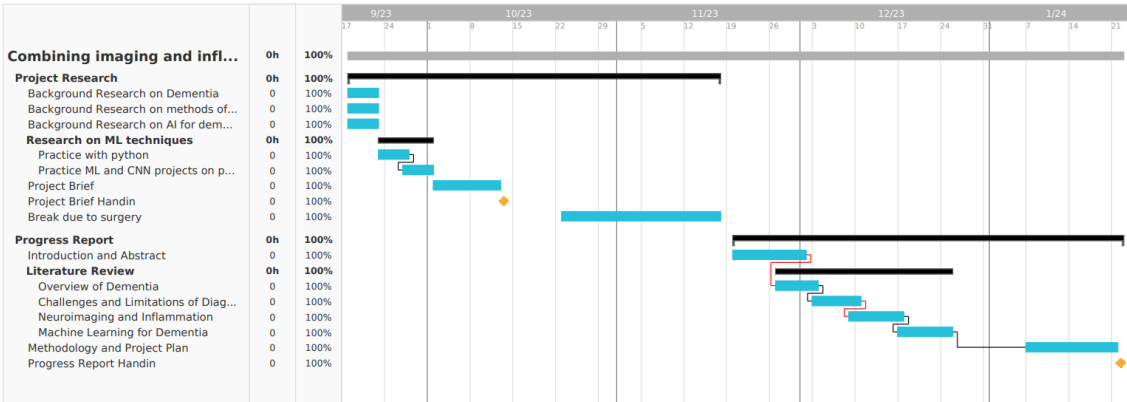 9/23 10/23 11/23 12/23 1/24
17 24 1 8 15 22 29 5 12 19 26 3 10 17 24 31 7 14 21
Combining imaging and infl... 0h 100%
Project Research 0h 100%
Background Research on Dementia 0 100%
Background Research on methods of... 0 100%
Background Research on AI for dem... 0 100%
Research on ML techniques 0h 100%
Practice with python 0 100%
Practice ML and CNN projects on p... 0 100%
Project Brief 0 100%
Project Brief Handin 0 100%
Break due to surgery 0 100%
Progress Report 0h 100%
Introduction and Abstract 0 100%
Literature Review 0h 100%
Overview of Dementia 0 100%
Challenges and Limitations of Diag... 0 100%
Neuroimaging and Inflammation 0 100%
Machine Learning for Dementia 0 100%
Methodology and Project Plan 0 100%
Progress Report Handin 0 100%